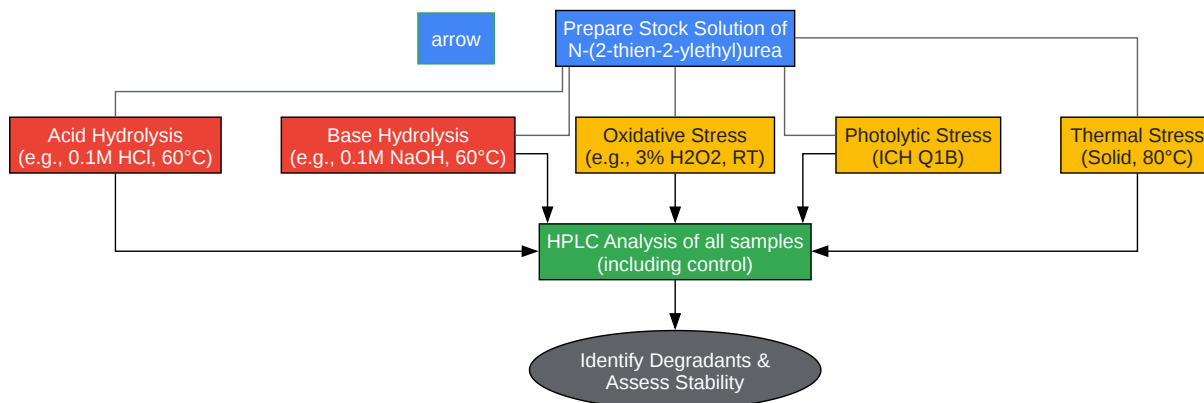 arrow
Prepare Stock Solution of
N-(2-thien-2-ylethyl)urea
Acid Hydrolysis
(e.g., 0.1M HCl, 60°C)
Base Hydrolysis
(e.g., 0.1M NaOH, 60°C)
Oxidative Stress
(e.g., 3% H2O2, RT)
Photolytic Stress
(ICH Q1B)
Thermal Stress
(Solid, 80°C)
HPLC Analysis of all samples
(including control)
Identify Degradants &
Assess Stability